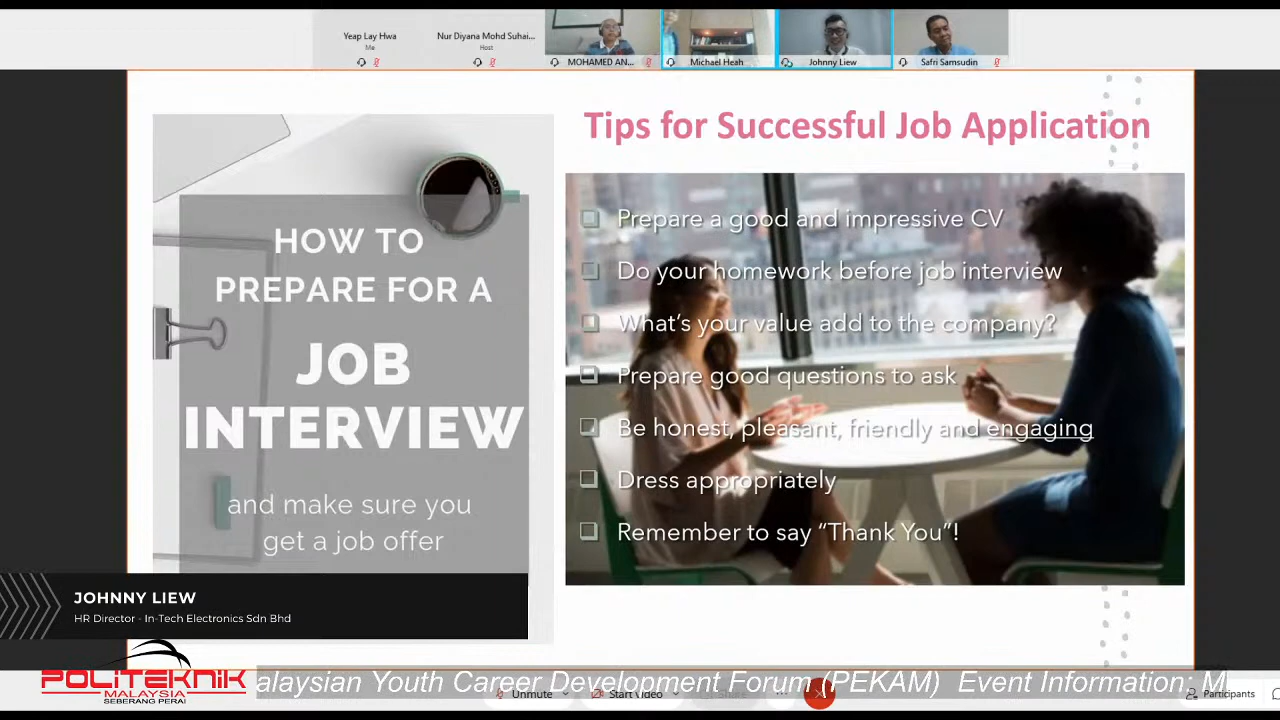 Yeap Lay Hwa
Me
Nur Diyana Mohd Suhai...
Host
MOHAMED AN...
Michael Heah
Johnny Liew
Safri Samsudin
Tips for Successful Job Application
HOW TO
PREPARE FOR A
JOB
INTERVIEW
and make sure you
get a job offer
Prepare a good and impressive CV
Do your homework before job interview
What's your value add to the company?
Prepare good questions to ask
Be honest, pleasant, friendly and engaging
Dress appropriately
Remember to say “Thank You”!
JOHNNY LIEW
HR Director - In-Tech Electronics Sdn Bhd
POLITEKNIK
MALAYSIA
SEBERANG PERAI
alaysian Youth Career Development Forum (PEKAM) Event Information: M
Unmute
Start video
Share
Participants